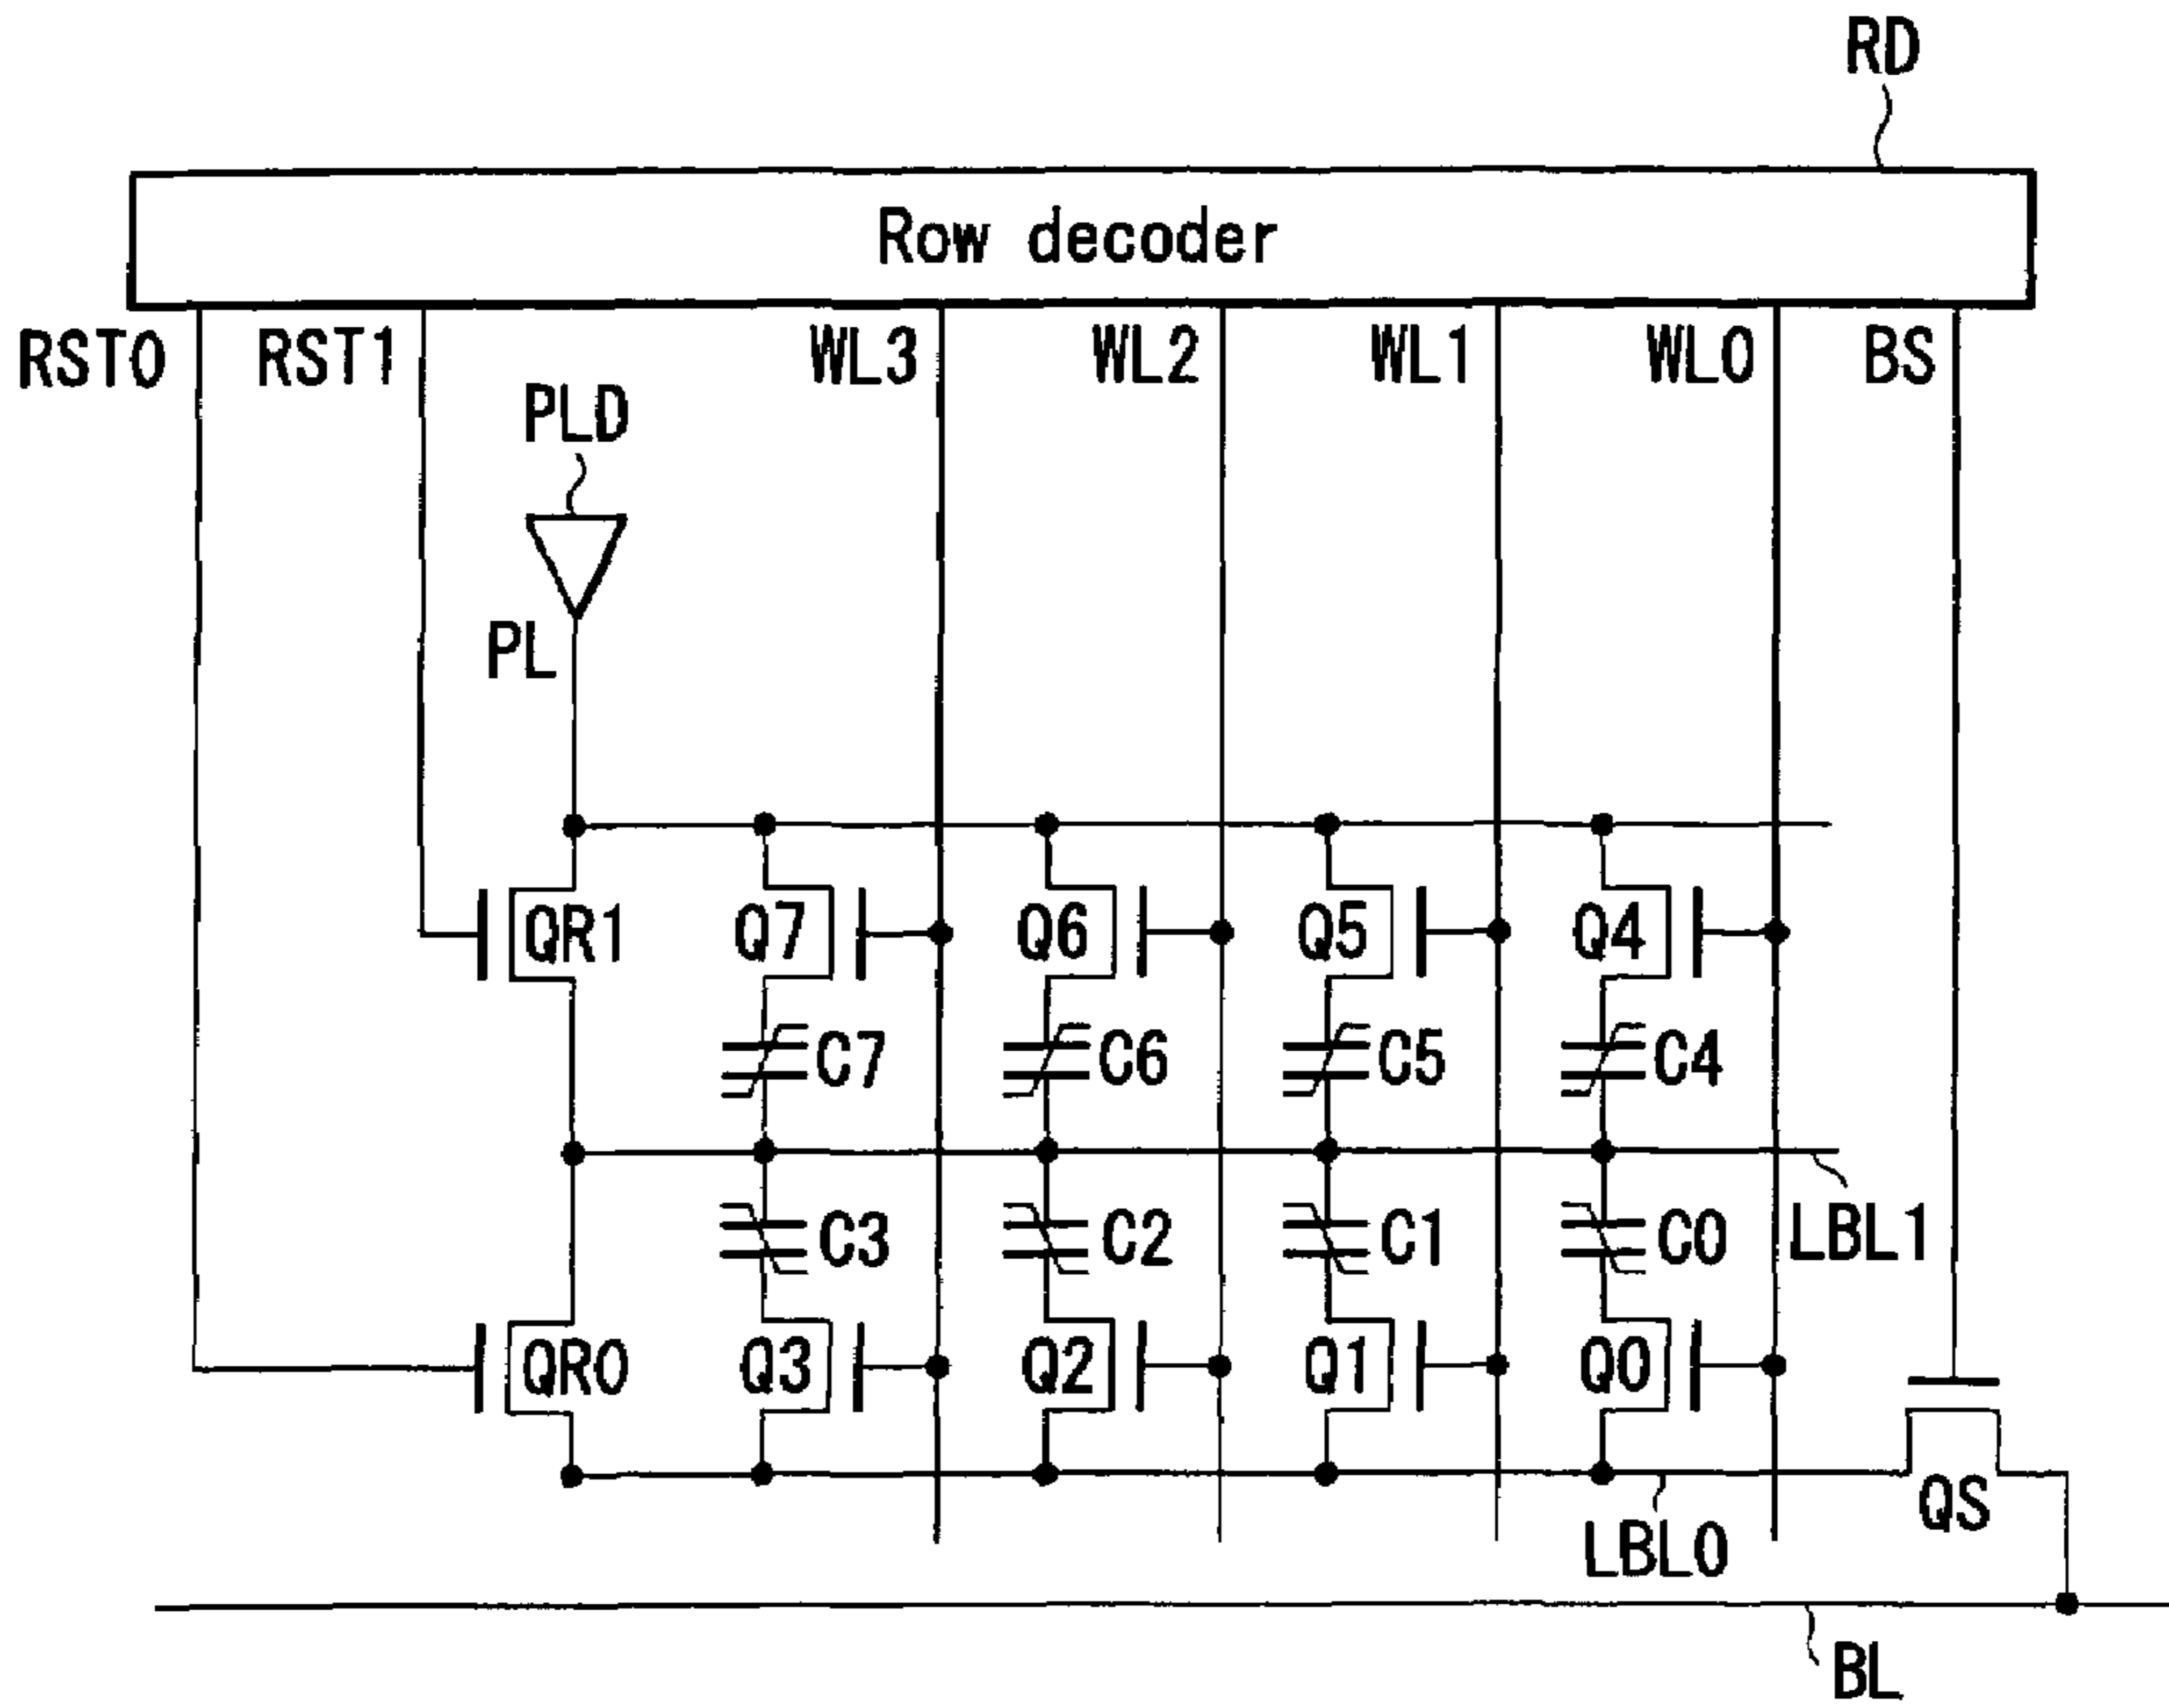 RD
Row decoder
RST0 RST1 WL3 WL2 WL1 WL0 BS
PLD
PL
QR1 Q7 Q6 Q5 Q4
C7 C6 C5 C4
C3 C2 C1 C0 LBL1
QR0 Q3 Q2 Q1 Q0
QS
LBL0
BL